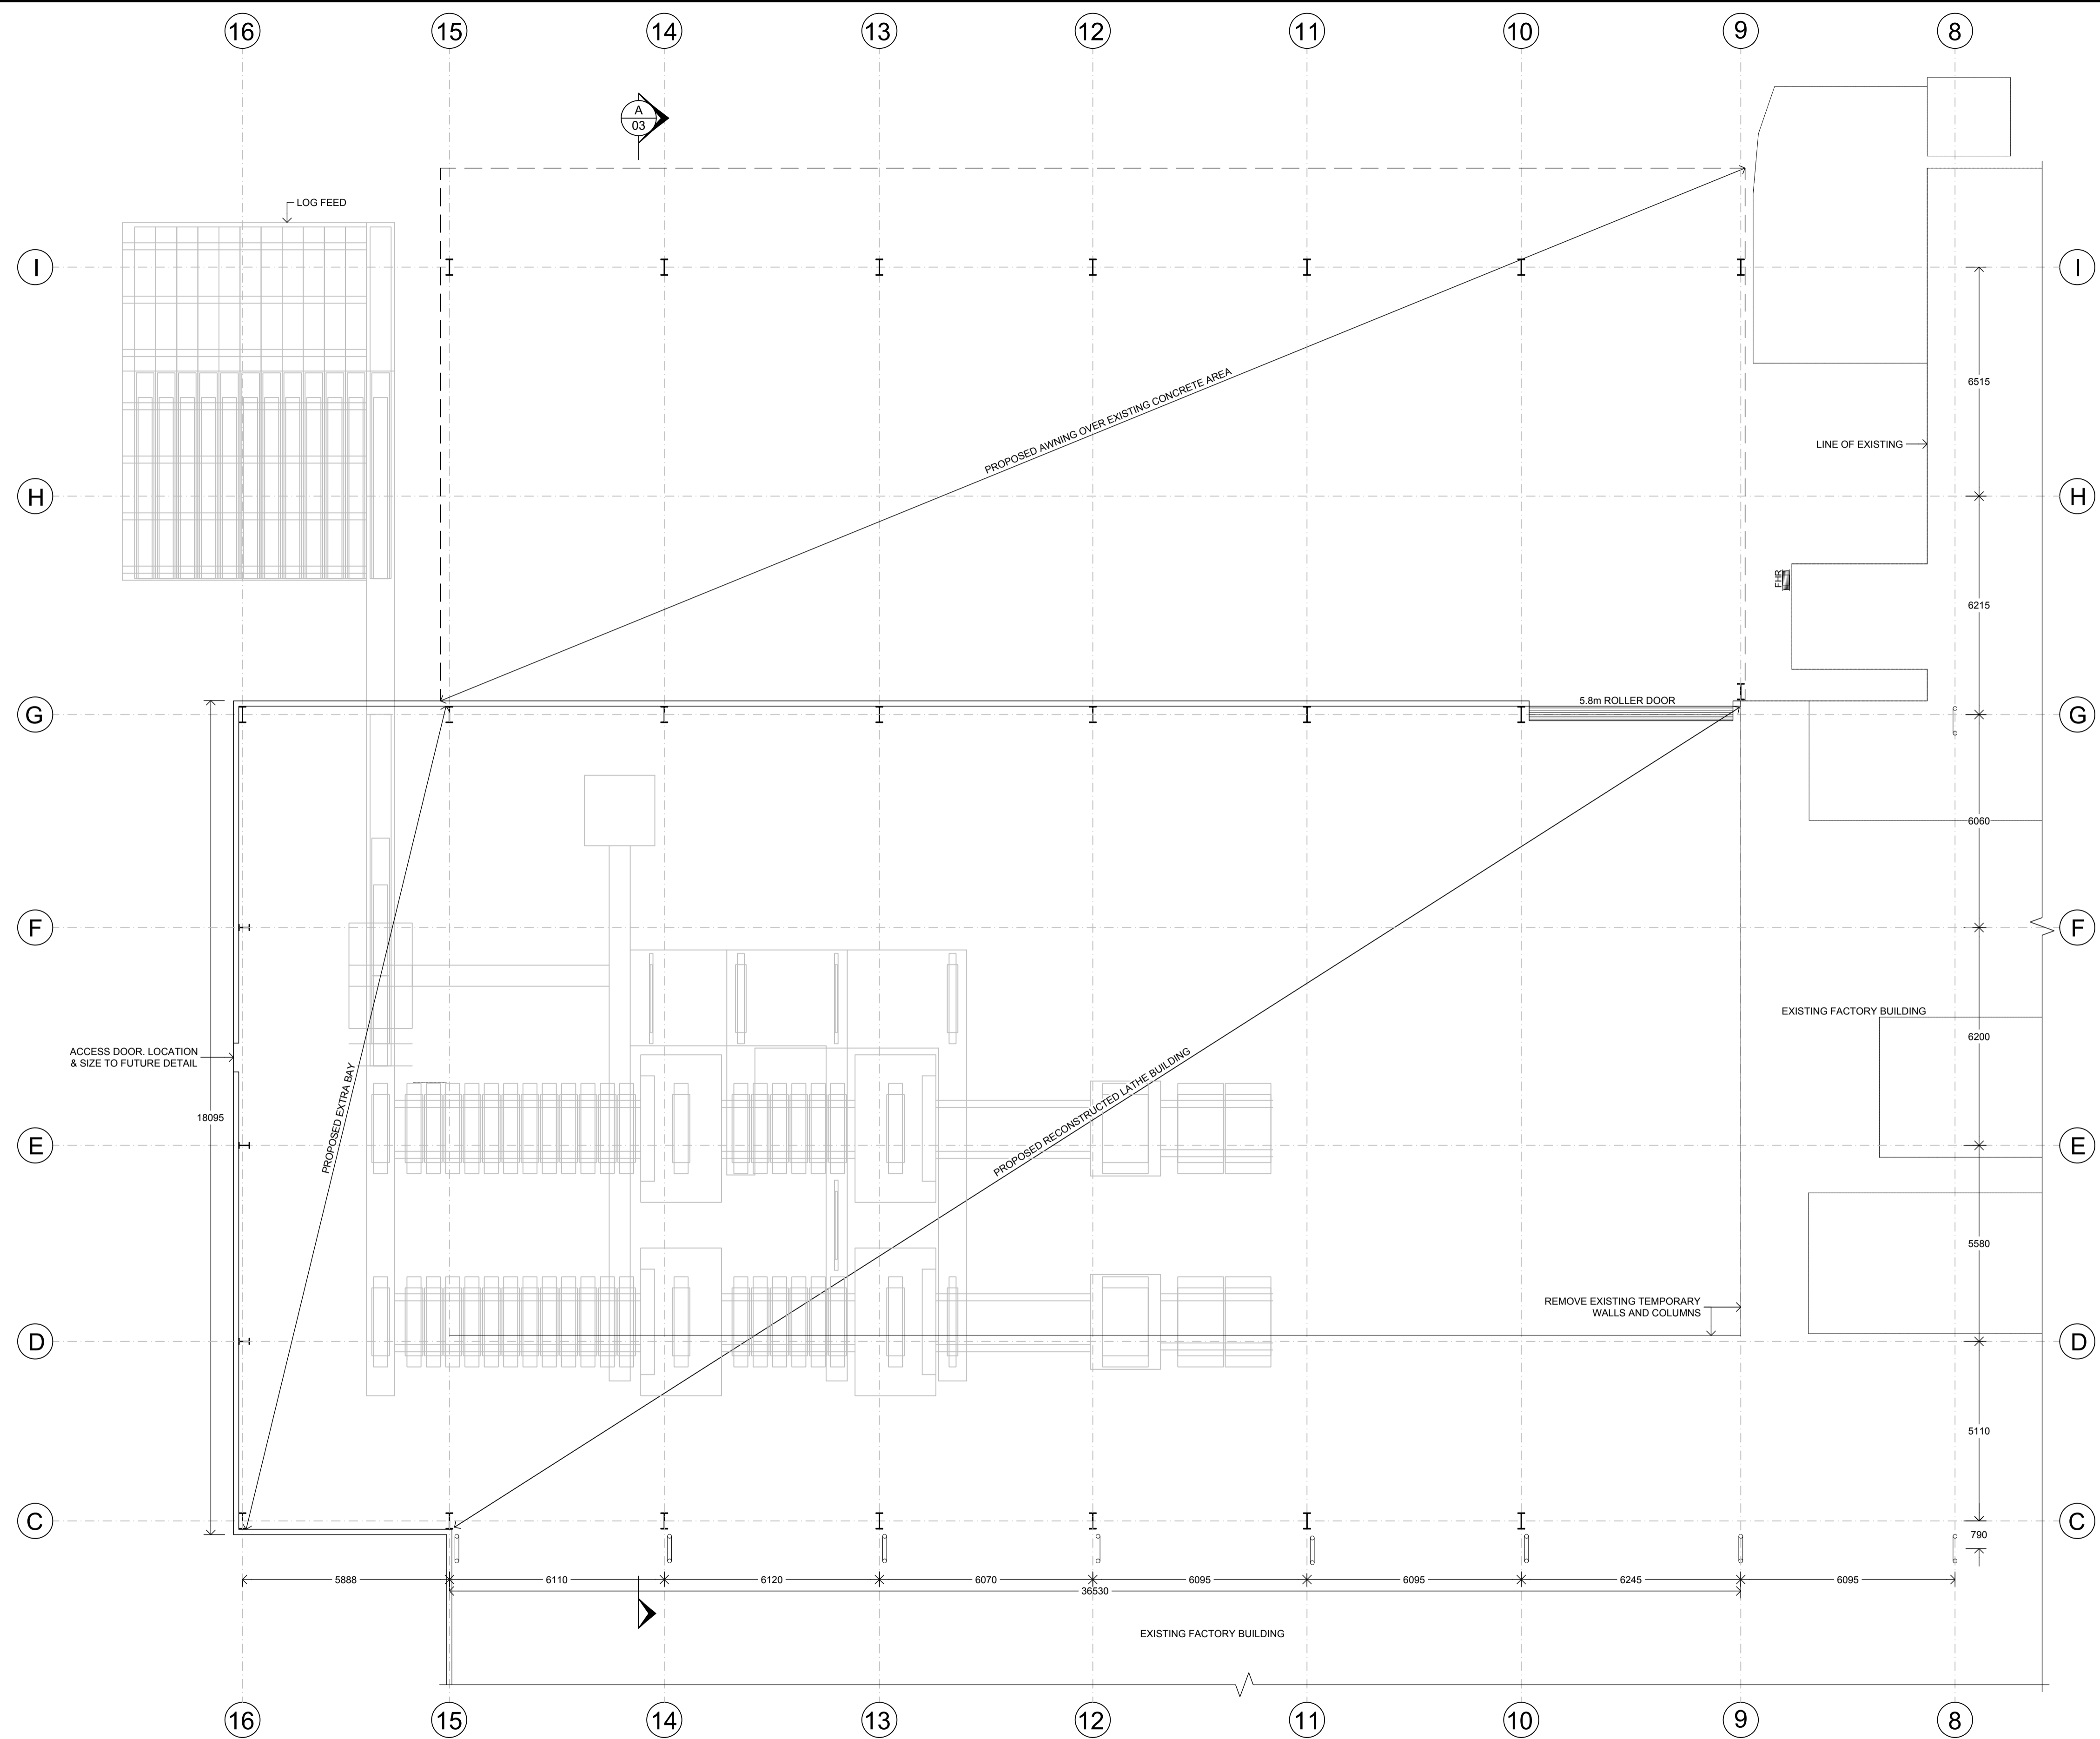 16
15
14
13
12
11
10
9
8
A
03
LOG FEED
I
I
6515
PROPOSED AWNING OVER EXISTING CONCRETE AREA
LINE OF EXISTING
H
H
FHR
6215
5.8m ROLLER DOOR
G
G
6060
F
F
EXISTING FACTORY BUILDING
6200
ACCESS DOOR. LOCATION
& SIZE TO FUTURE DETAIL
18095
PROPOSED EXTRA BAY
PROPOSED RECONSTRUCTED LATHE BUILDING
E
E
5580
REMOVE EXISTING TEMPORARY
WALLS AND COLUMNS
D
D
5110
C
C
790
5888
6110
6120
6070
6095
6095
6245
6095
36530
EXISTING FACTORY BUILDING
16
15
14
13
12
11
10
9
8